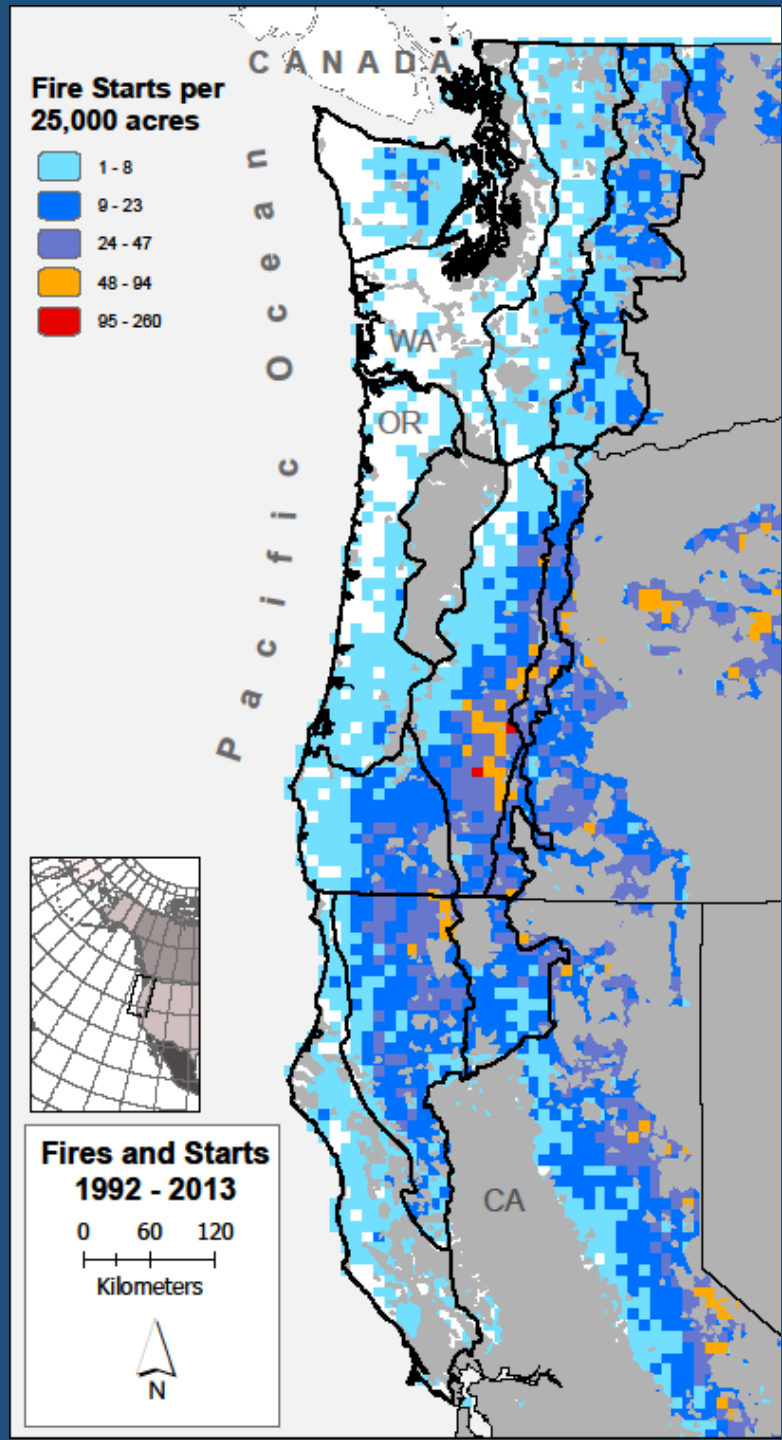 CANADA
Fire Starts per
25,000 acres
1 - 8
9 - 23
24 - 47
48 - 94
95 - 260
Pacific Ocean
WA
OR
CA
Fires and Starts
1992 - 2013
0 60 120
Kilometers
N